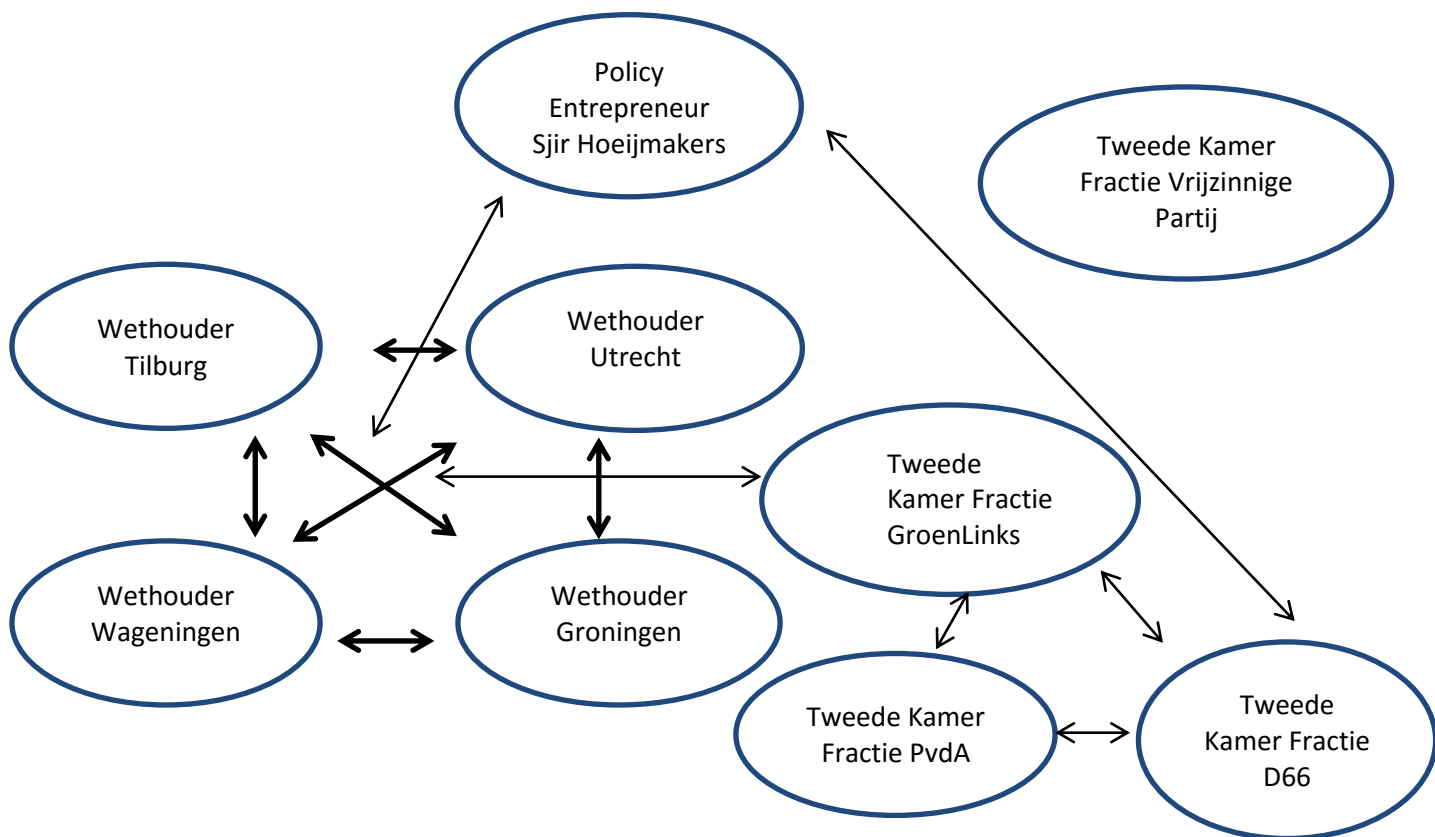 Policy
Entrepreneur
Sjir Hoeijmakers
Tweede Kamer
Fractie Vrijzinnige
Partij
Wethouder
Tilburg
Wethouder
Utrecht
Tweede
Kamer Fractie
GroenLinks
Wethouder
Wageningen
Wethouder
Groningen
Tweede Kamer
Fractie PvdA
Tweede
Kamer Fractie
D66